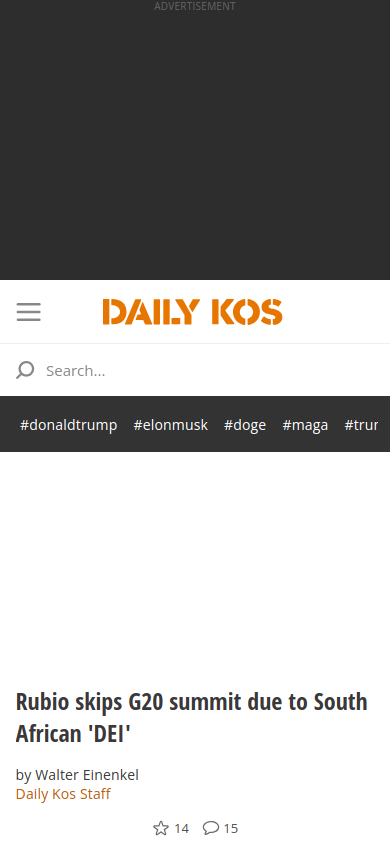 ADVERTISEMENT
DAILY KOS
Search...
#donaldtrump #elonmusk #doge #maga #trur
Rubio skips G20 summit due to South
African 'DEI'
by Walter Einenkel
Daily Kos Staff
14 15